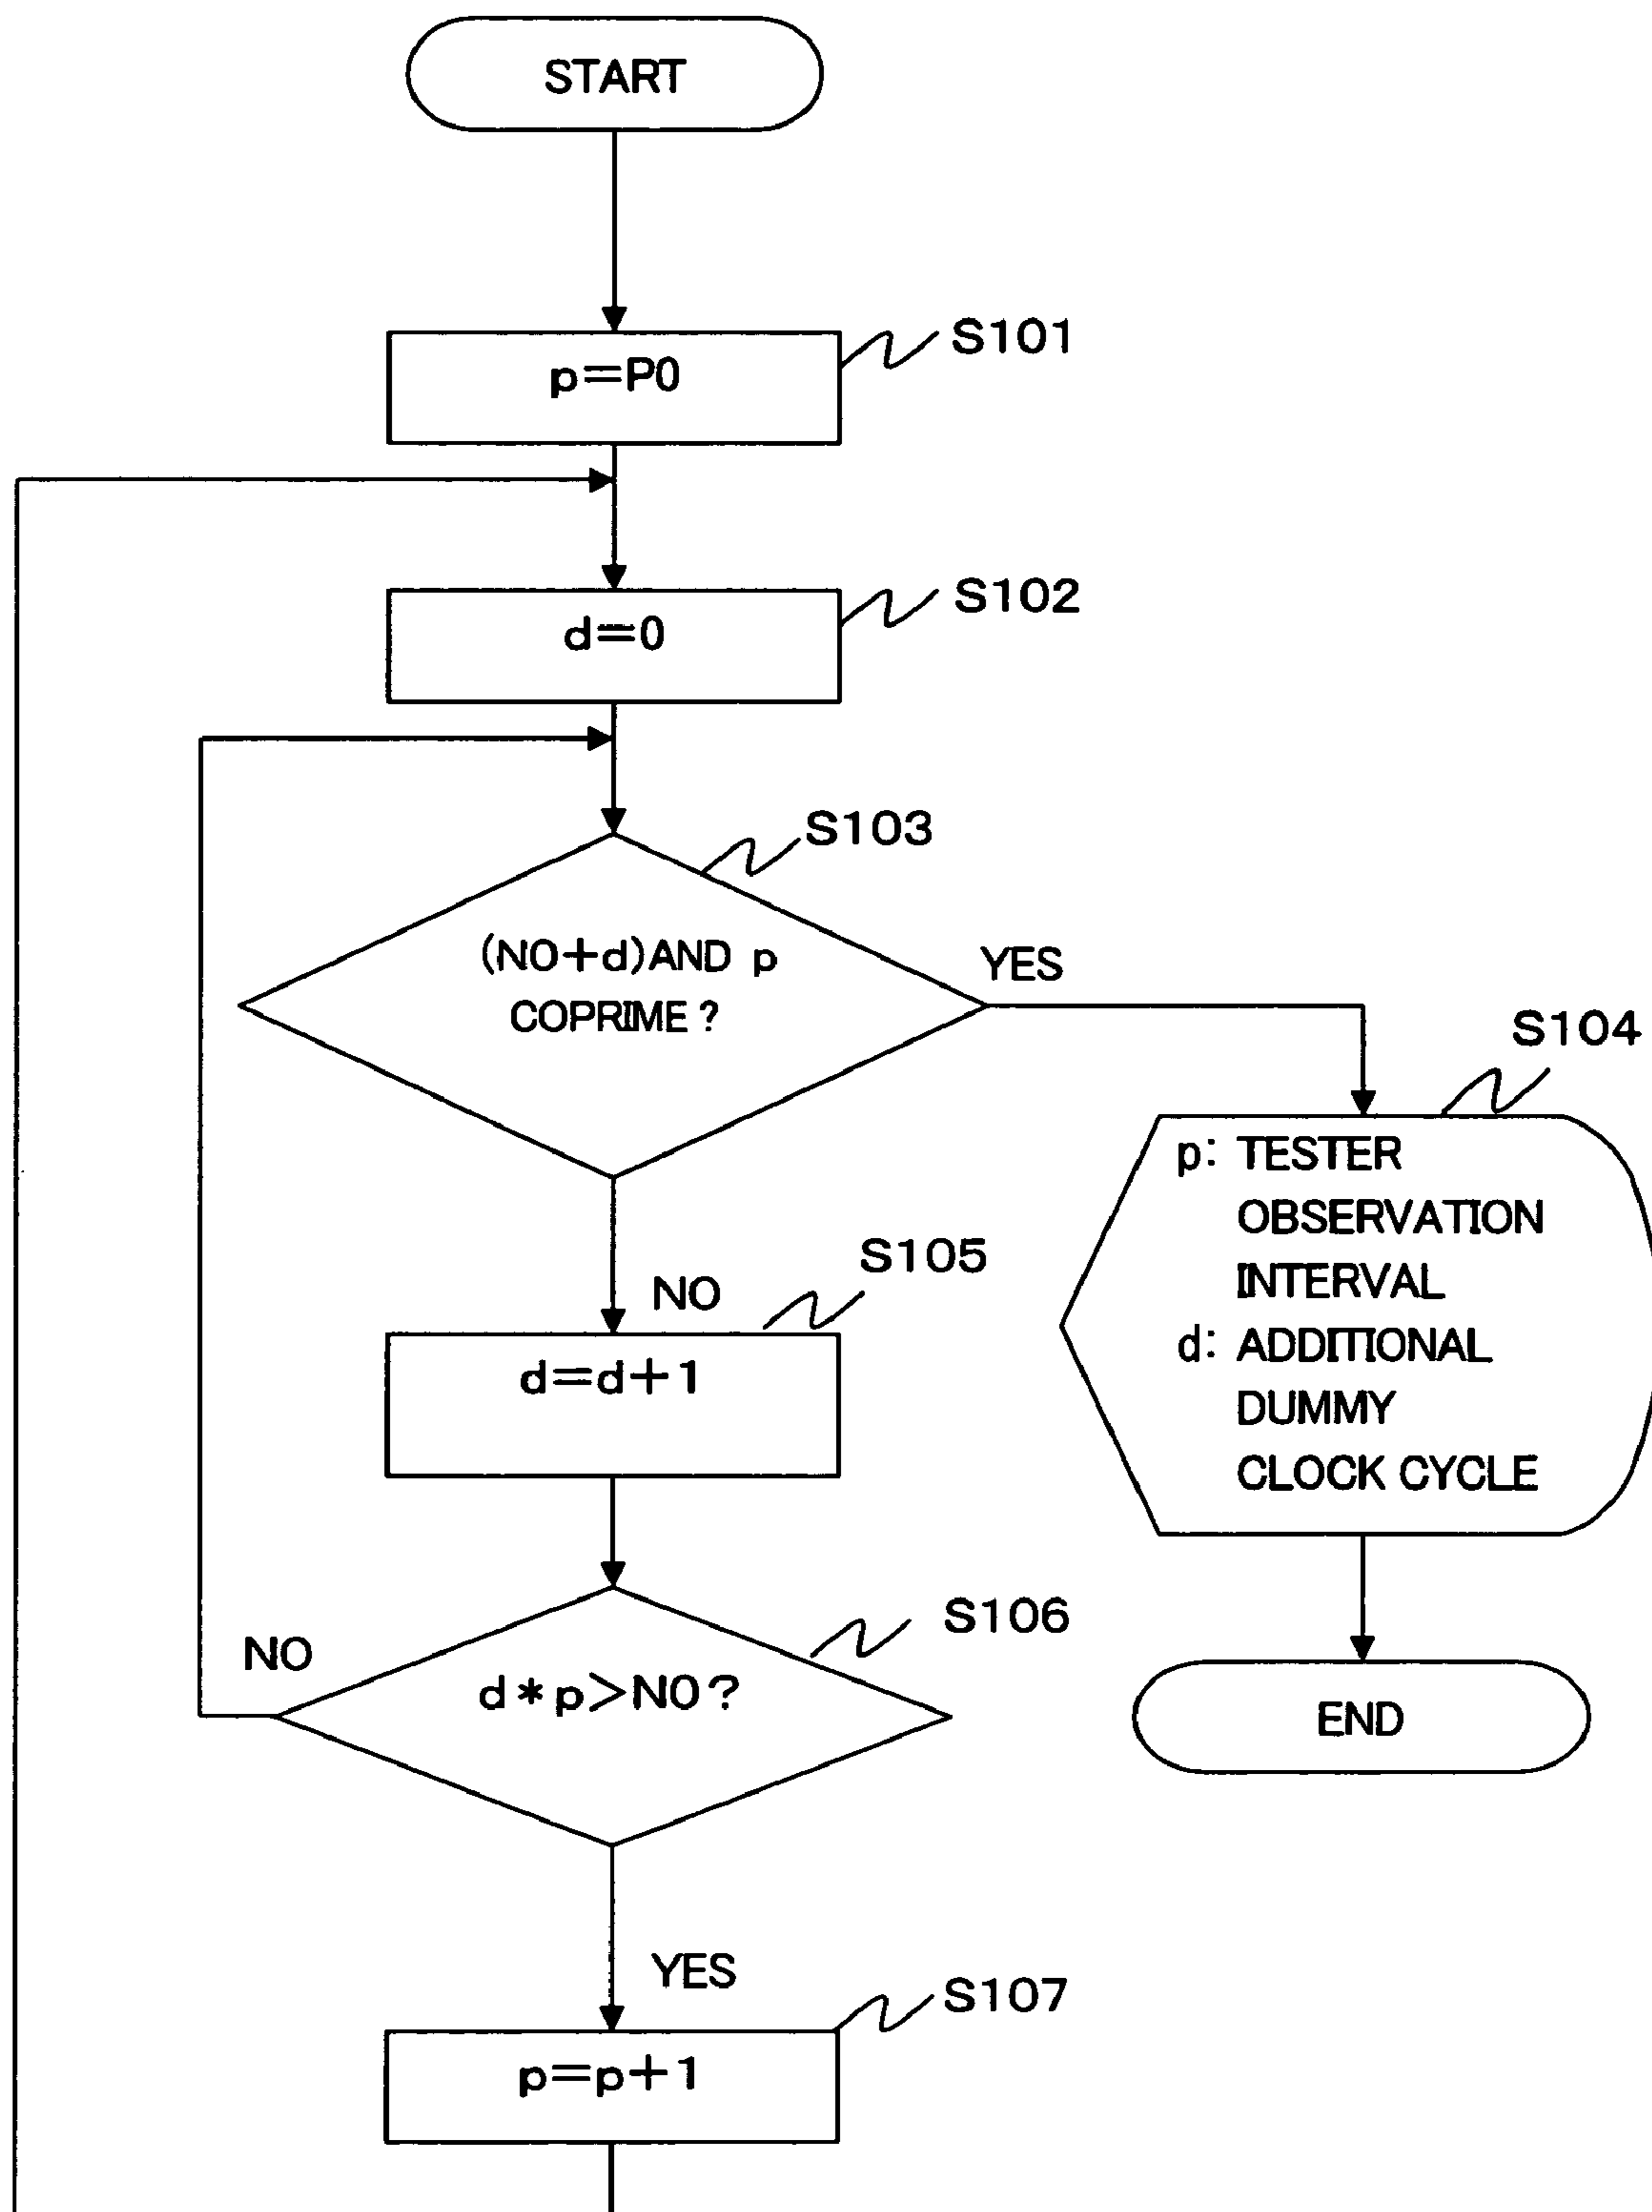 START
S101
p=P0
S102
d=0
S103
(N0+d)AND p
COPRIME?
YES
S104
p: TESTER
OBSERVATION
INTERVAL
d: ADDITIONAL
DUMMY
CLOCK CYCLE
NO
S105
d=d+1
S106
NO
d*p>N0?
END
YES
S107
p=p+1